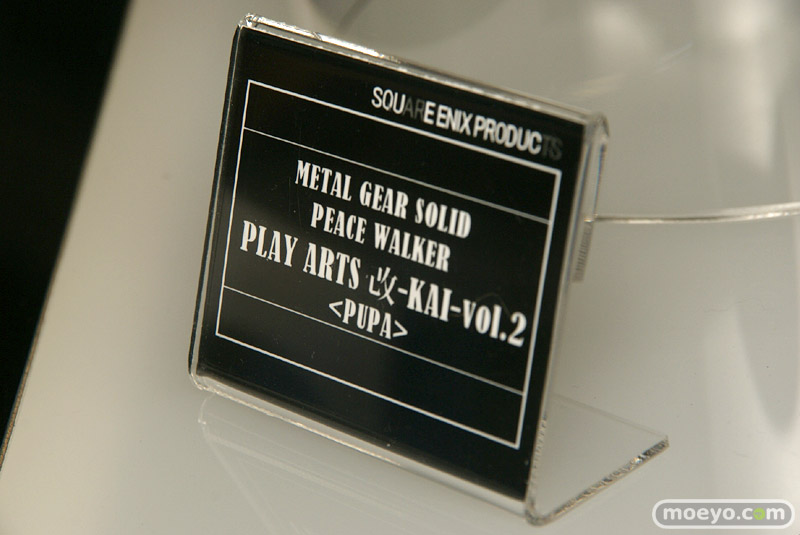 SQUARE ENIX PRODUCTS
METAL GEAR SOLID
PEACE WALKER
PLAY ARTS 改-KAI-vol.2
<PUPA>
moeyo.com